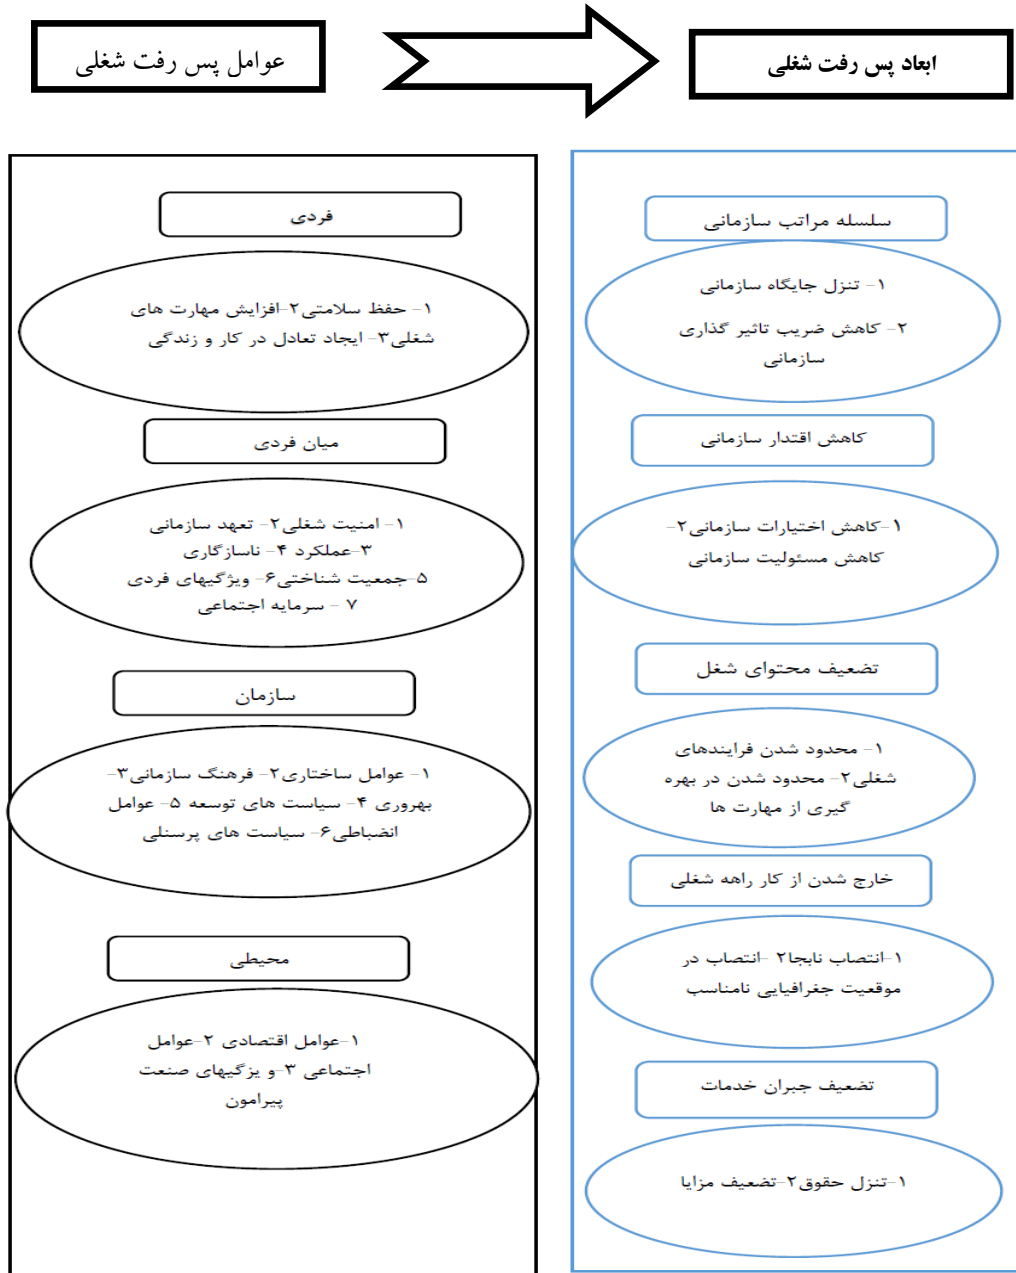 ابعاد پس رفت شغلی
عوامل پس رفت شغلی
سلسله مراتب سازمانی
۱- تنزل جایگاه سازمانی
۲- کاهش ضریب تاثیر گذاری
سازمانی
کاهش اقتدار سازمانی
۱-کاهش اختیارات سازمانی۲-
کاهش مسئولیت سازمانی
تضعیف محتوای شغل
۱- محدود شدن فرایندهای
شغلی۲- محدود شدن در بهره
گیری از مهارت ها
خارج شدن از کار راهه شغلی
۱-انتصاب نابجا۲ -انتصاب در
موقعیت جغرافیایی نامناسب
تضعیف جبران خدمات
۱-تنزل حقوق۲-تضعیف مزایا
فردی
۱- حفظ سلامتی۲-افزایش مهارت های
شغلی۳- ایجاد تعادل در کار و زندگی
میان فردی
۱- امنیت شغلی۲- تعهد سازمانی
۳-عملکرد ۴- ناسازگاری
۵-جمعیت شناختی۶- ویژگیهای فردی
۷ - سرمایه اجتماعی
سازمان
۱- عوامل ساختاری۲- فرهنگ سازمانی۳-
بهروری ۴- سیاست های توسعه ۵- عوامل
انضباطی۶- سیاست های پرسنلی
محیطی
۱-عوامل اقتصادی ۲-عوامل
اجتماعی ۳-و یزگیهای صنعت
پیرامون